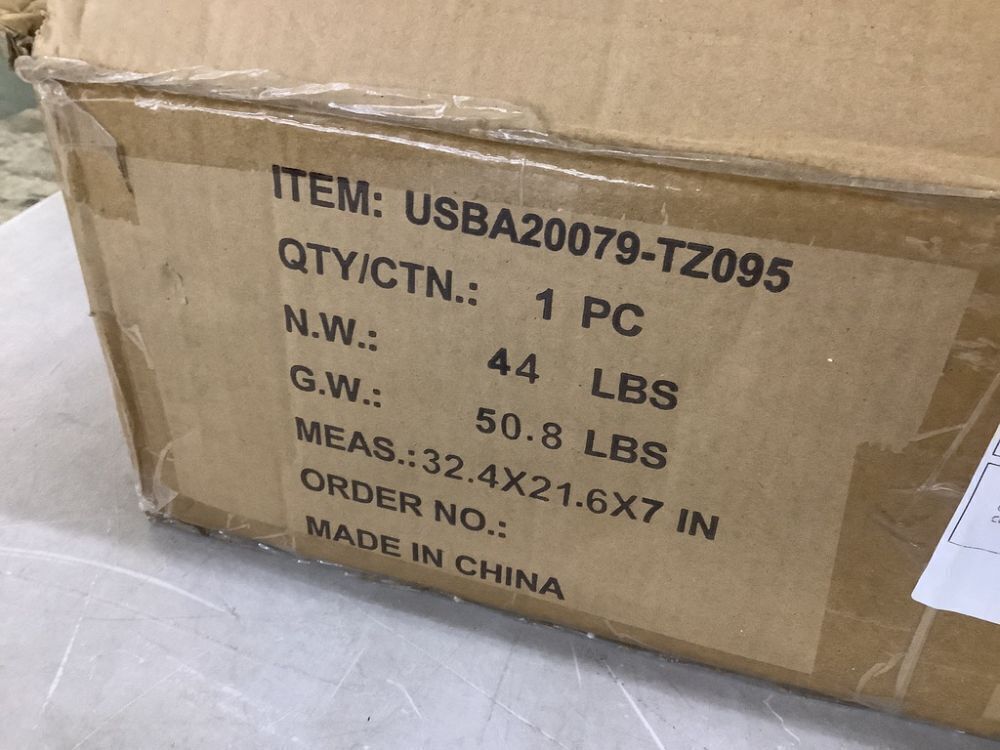 ITEM: USBA20079-TZ095
QTY/CTN.: 1 PC
N.W.: 44 LBS
G.W.: 50.8 LBS
MEAS.:32.4X21.6X7 IN
ORDER NO.:
MADE IN CHINA